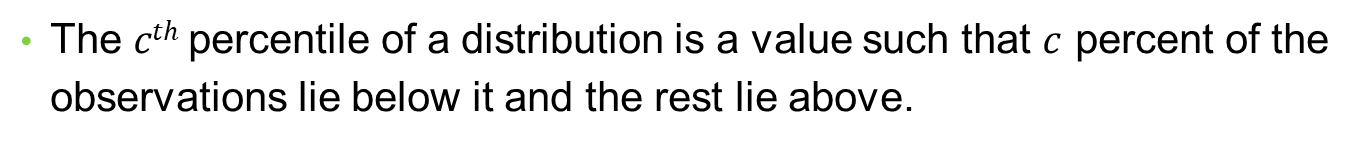 • The $c^{th}$ percentile of a distribution is a value such that $c$ percent of the
observations lie below it and the rest lie above.